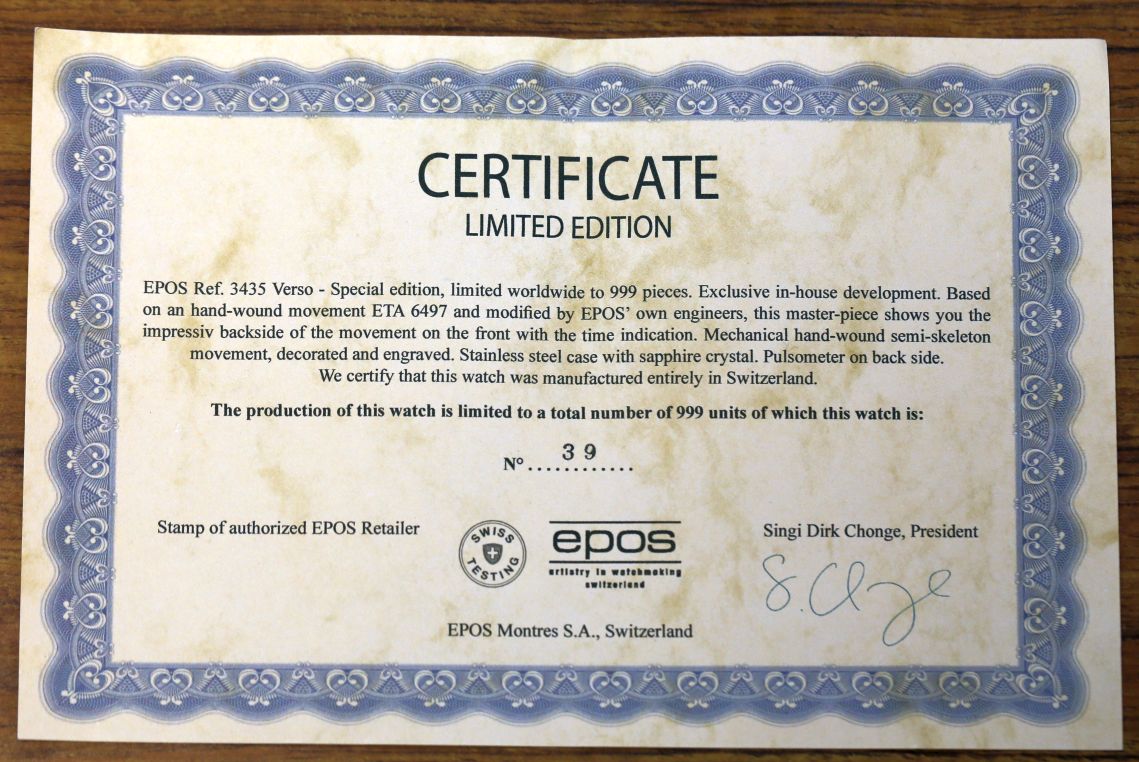 CERTIFICATE
LIMITED EDITION
EPOS Ref. 3435 Verso - Special edition, limited worldwide to 999 pieces. Exclusive in-house development. Based
on an hand-wound movement ETA 6497 and modified by EPOS' own engineers, this master-piece shows you the
impressiv backside of the movement on the front with the time indication. Mechanical hand-wound semi-skeleton
movement, decorated and engraved. Stainless steel case with sapphire crystal. Pulsometer on back side.
We certify that this watch was manufactured entirely in Switzerland.
The production of this watch is limited to a total number of 999 units of which this watch is:
N° 39
Stamp of authorized EPOS Retailer
SWISS
TESTING
epos
artistry in watchmaking
switzerland
Singi Dirk Chonge, President
S. Chonge
EPOS Montres S.A., Switzerland